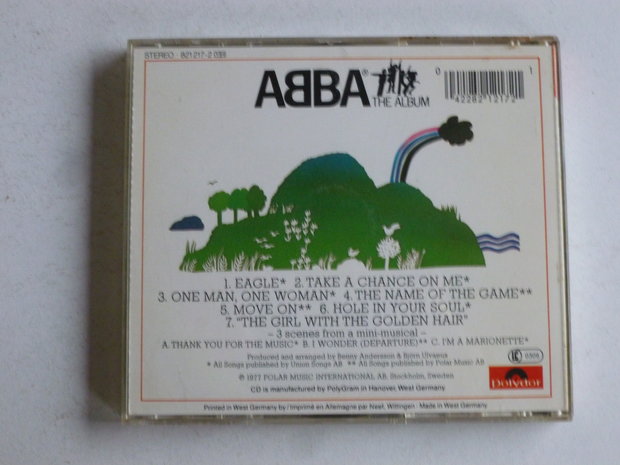 STEREO · 821 217-2
ABBA®
THE ALBUM
0 42282 12172 1
1. EAGLE* 2. TAKE A CHANCE ON ME*
3. ONE MAN, ONE WOMAN* 4. THE NAME OF THE GAME**
5. MOVE ON** 6. HOLE IN YOUR SOUL*
7. "THE GIRL WITH THE GOLDEN HAIR"
– 3 scenes from a mini-musical –
A. THANK YOU FOR THE MUSIC* B. I WONDER (DEPARTURE)** C. I'M A MARIONETTE*
Produced and arranged by Benny Andersson & Björn Ulvaeus
* All Songs published by Union Songs AB ** All Songs published by Polar Music AB
℗ 1977 POLAR MUSIC INTERNATIONAL AB, Stockholm, Sweden
CD is manufactured by PolyGram in Hanover, West Germany
Polydor
Printed in West Germany by / Imprimé en Allemagne par Neef, Wittingen · Made in West Germany